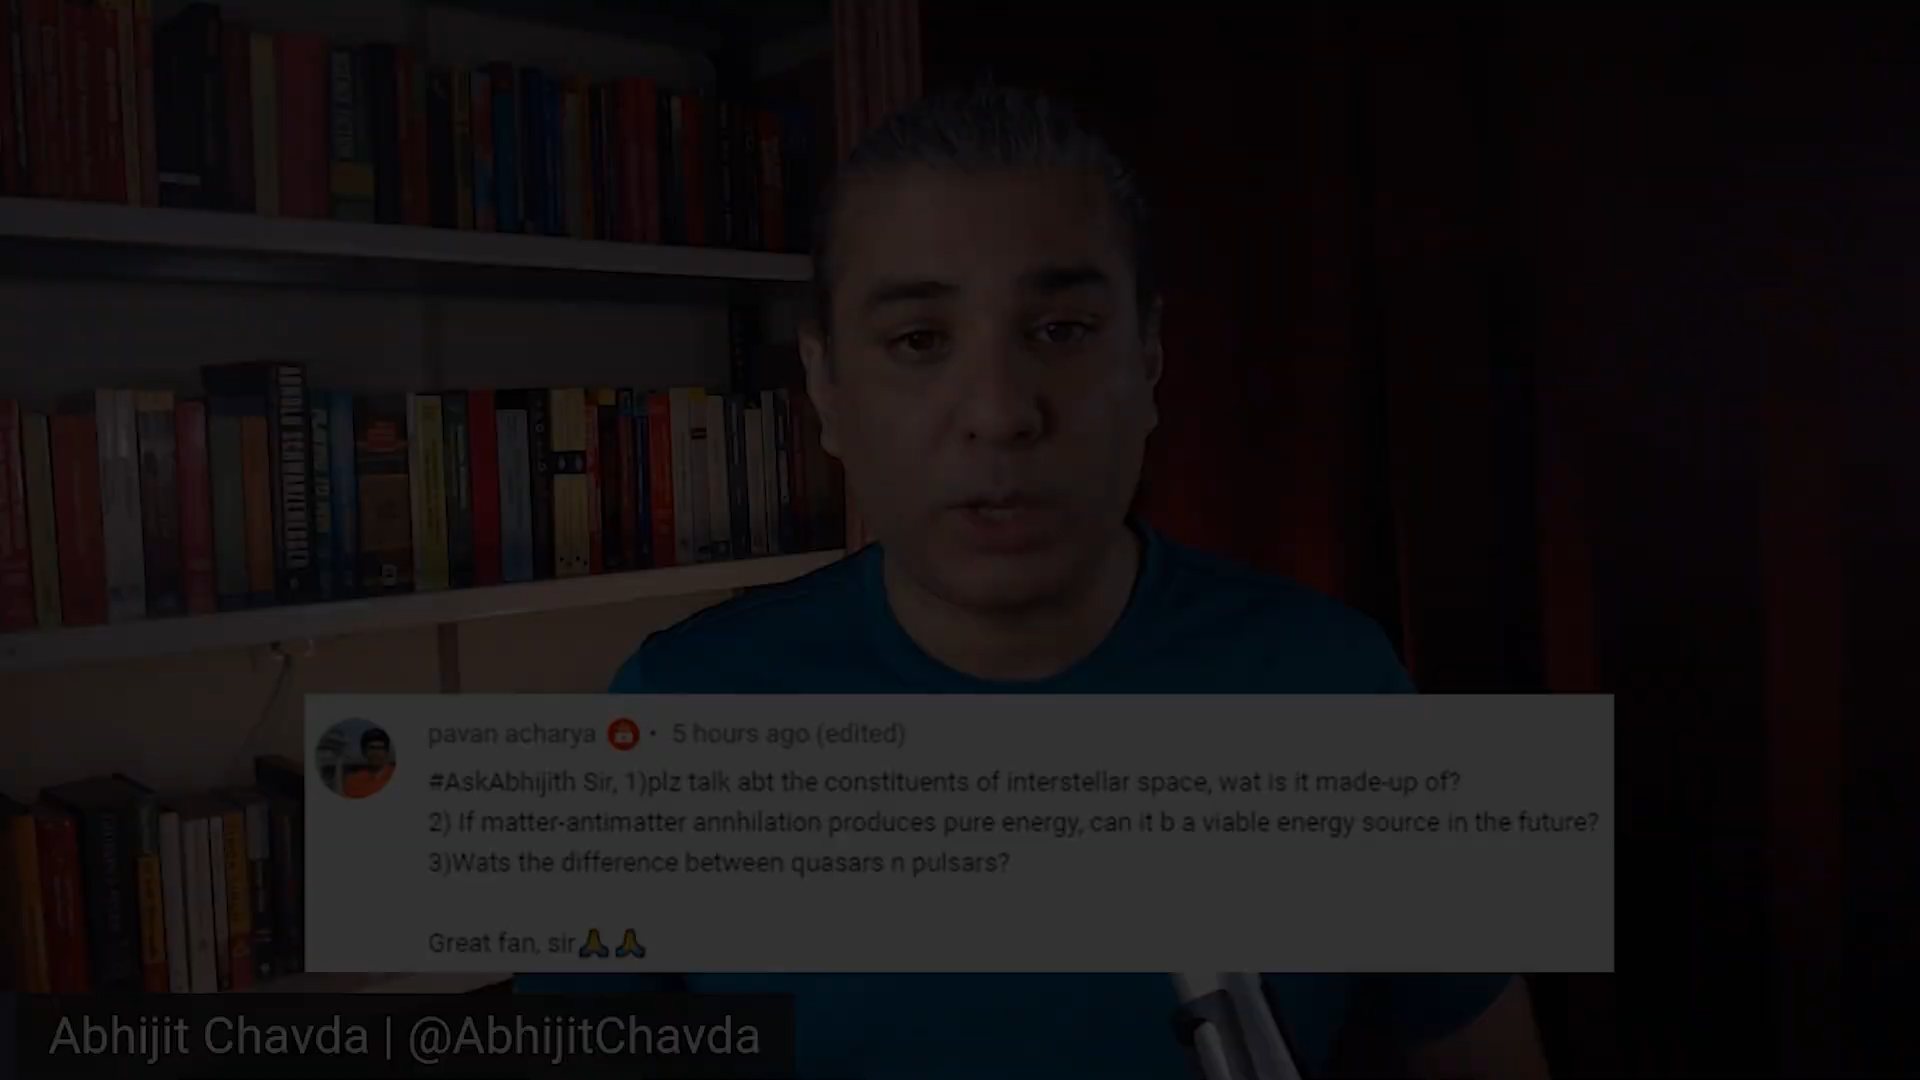 pavan acharya • 5 hours ago (edited)
#AskAbhijith Sir, 1)plz talk abt the constituents of interstellar space, wat is it made-up of?
2) If matter-antimatter annhilation produces pure energy, can it b a viable energy source in the future?
3)Wats the difference between quasars n pulsars?
Great fan, sir🙏🙏
Abhijit Chavda | @AbhijitChavda